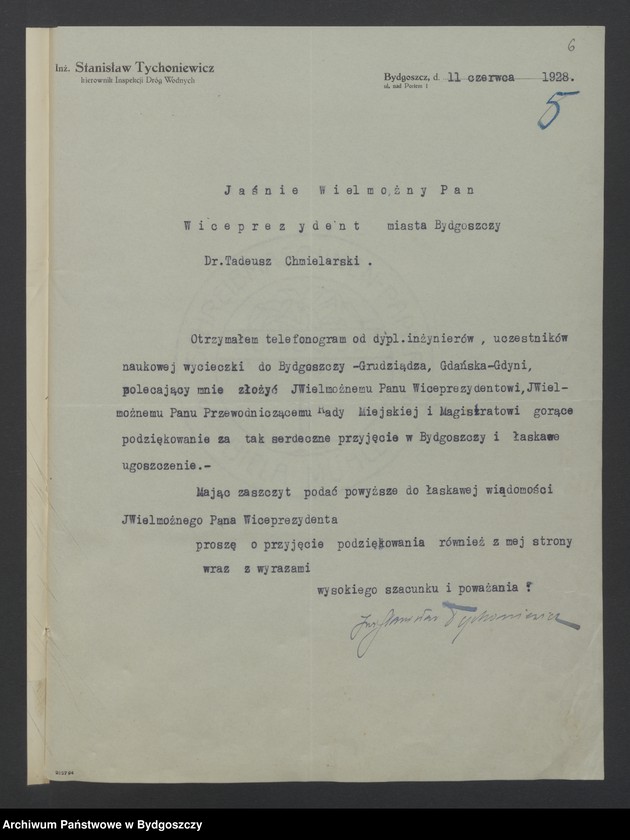 6
Inż. Stanisław Tychoniewicz
kierownik Inspekcji Dróg Wodnych
Bydgoszcz, d. 11 czerwca 1928.
ul. nad Portem 1
5
Jaśnie Wielmożny Pan
Wiceprezydent miasta Bydgoszczy
Dr.Tadeusz Chmielarski .
Otrzymałem telefonogram od dypl.inżynierów , uczestników
naukowej wycieczki do Bydgoszczy -Grudziądza, Gdańska-Gdyni,
polecający mnie złożyć JWielmożnemu Panu Wiceprezydentowi,JWiel-
możnemu Panu Przewodniczącemu Rady Miejskiej i Magistratowi gorące
podziękowanie za tak serdeczne przyjęcie w Bydgoszczy i łaskawe
ugoszczenie.-
Mając zaszczyt podać powyższe do łaskawej wiadomości
JWielmożnego Pana Wiceprezydenta
proszę o przyjęcie podziękowania również z mej strony
wraz z wyrazami
wysokiego szacunku i poważania
Inż Stanisław Tychoniewicz
Archiwum Państwowe w Bydgoszczy